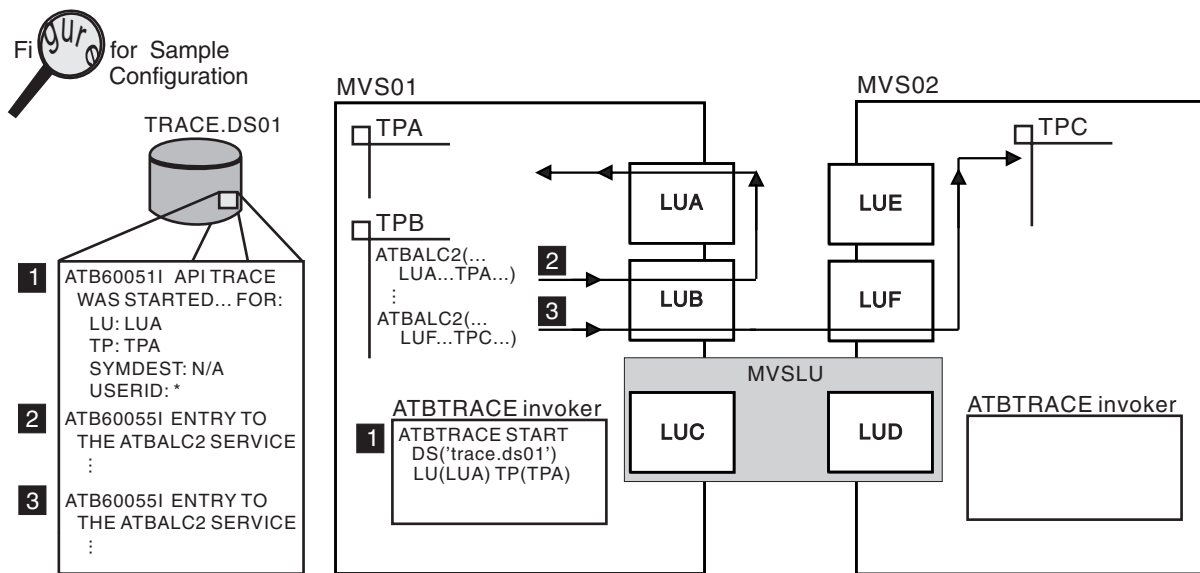 Figure for Sample
Configuration
TRACE.DS01
1
ATB60051I API TRACE
WAS STARTED... FOR:
LU: LUA
TP: TPA
SYMDEST: N/A
USERID: *
2
ATB60055I ENTRY TO
THE ATBALC2 SERVICE
⋮
3
ATB60055I ENTRY TO
THE ATBALC2 SERVICE
⋮
MVS01
TPA
TPB
ATBALC2(...
LUA...TPA...)
⋮
ATBALC2(...
LUF...TPC...)
2
3
LUA
LUB
ATBTRACE invoker
1
ATBTRACE START
DS('trace.ds01')
LU(LUA) TP(TPA)
MVSLU
LUC
LUD
MVS02
TPC
LUE
LUF
ATBTRACE invoker